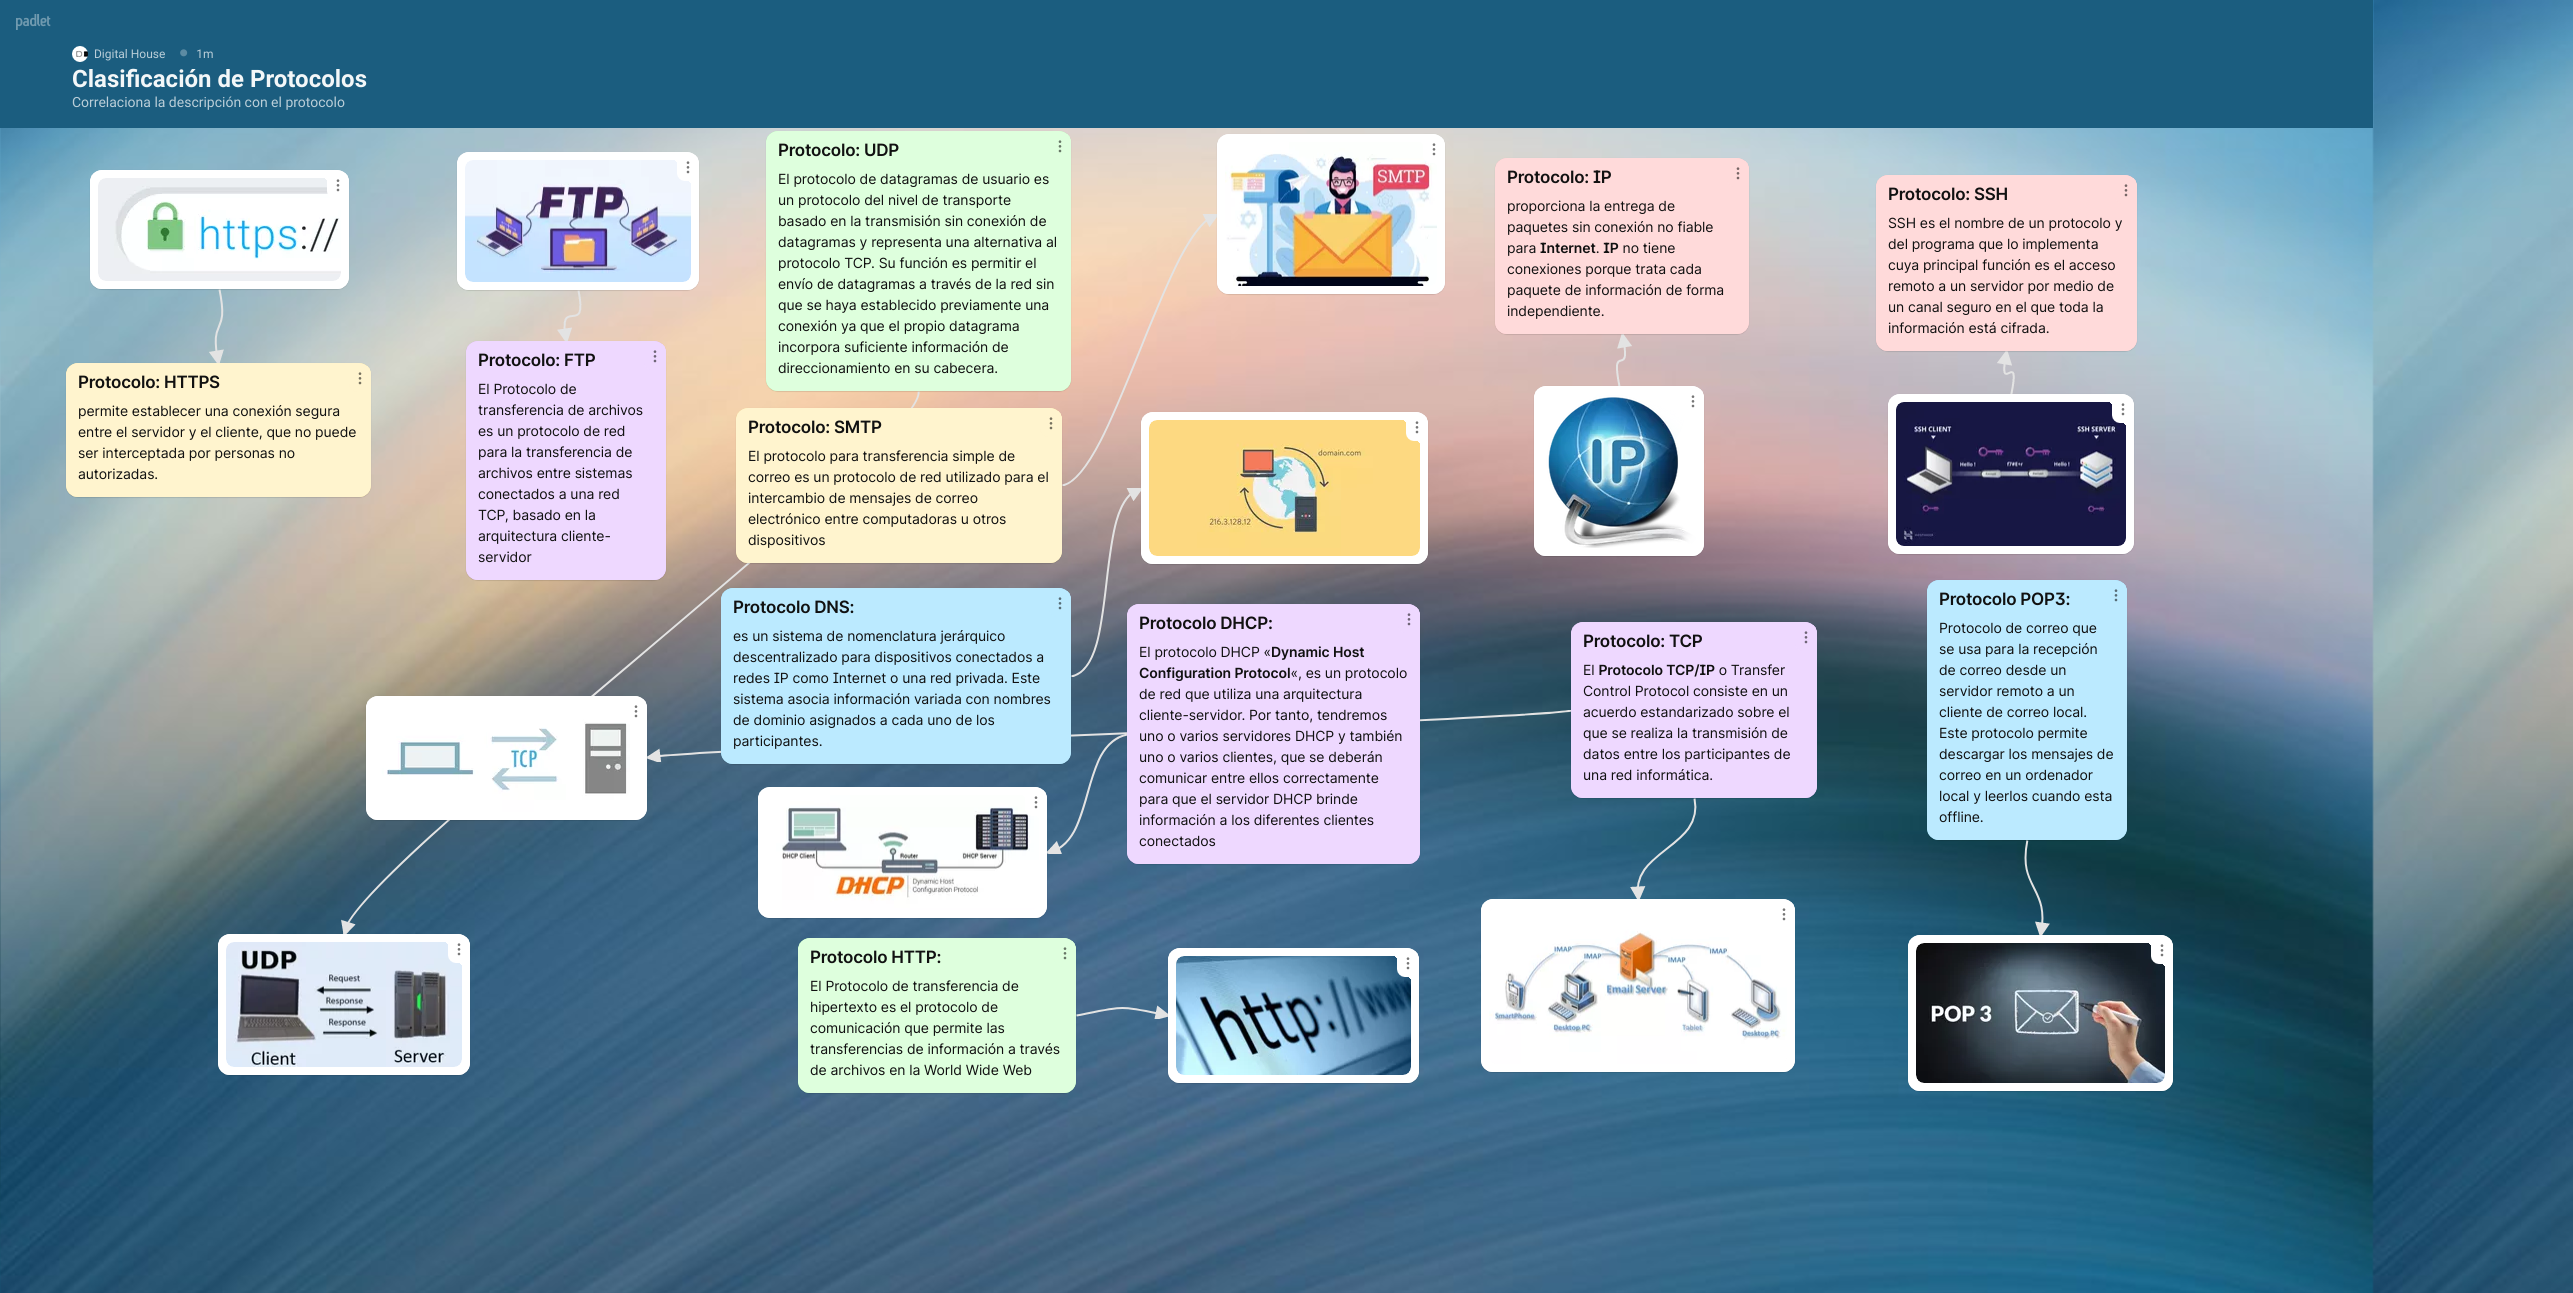 padlet
Digital House
1m
Clasificación de Protocolos
Correlaciona la descripción con el protocolo
https://
Protocolo: HTTPS
permite establecer una conexión segura
entre el servidor y el cliente, que no puede
ser interceptada por personas no
autorizadas.
FTP
Protocolo: FTP
El Protocolo de
transferencia de archivos
es un protocolo de red
para la transferencia de
archivos entre sistemas
conectados a una red
TCP, basado en la
arquitectura cliente-
servidor
Protocolo: UDP
El protocolo de datagramas de usuario es
un protocolo del nivel de transporte
basado en la transmisión sin conexión de
datagramas y representa una alternativa al
protocolo TCP. Su función es permitir el
envío de datagramas a través de la red sin
que se haya establecido previamente una
conexión ya que el propio datagrama
incorpora suficiente información de
direccionamiento en su cabecera.
SMTP
Protocolo: IP
proporciona la entrega de
paquetes sin conexión no fiable
para Internet. IP no tiene
conexiones porque trata cada
paquete de información de forma
independiente.
Protocolo: SSH
SSH es el nombre de un protocolo y
del programa que lo implementa
cuya principal función es el acceso
remoto a un servidor por medio de
un canal seguro en el que toda la
información está cifrada.
Protocolo: SMTP
El protocolo para transferencia simple de
correo es un protocolo de red utilizado para el
intercambio de mensajes de correo
electrónico entre computadoras u otros
dispositivos
domain.com
216.3.128.12
IP
SSH CLIENT
SSH SERVER
Hello !
Hello !
Protocolo DNS:
es un sistema de nomenclatura jerárquico
descentralizado para dispositivos conectados a
redes IP como Internet o una red privada. Este
sistema asocia información variada con nombres
de dominio asignados a cada uno de los
participantes.
Protocolo DHCP:
El protocolo DHCP «Dynamic Host
Configuration Protocol«, es un protocolo
de red que utiliza una arquitectura
cliente-servidor. Por tanto, tendremos
uno o varios servidores DHCP y también
uno o varios clientes, que se deberán
comunicar entre ellos correctamente
para que el servidor DHCP brinde
información a los diferentes clientes
conectados
Protocolo: TCP
El Protocolo TCP/IP o Transfer
Control Protocol consiste en un
acuerdo estandarizado sobre el
que se realiza la transmisión de
datos entre los participantes de
una red informática.
Protocolo POP3:
Protocolo de correo que
se usa para la recepción
de correo desde un
servidor remoto a un
cliente de correo local.
Este protocolo permite
descargar los mensajes de
correo en un ordenador
local y leerlos cuando esta
offline.
TCP
DHCP Client
Router
DHCP Server
DHCP
Dynamic Host
Configuration Protocol
UDP
Request
Response
Response
Client
Server
Protocolo HTTP:
El Protocolo de transferencia de
hipertexto es el protocolo de
comunicación que permite las
transferencias de información a través
de archivos en la World Wide Web
http://www
IMAP
IMAP
IMAP
IMAP
Email Server
SmartPhone
Desktop PC
Tablet
Desktop PC
POP 3